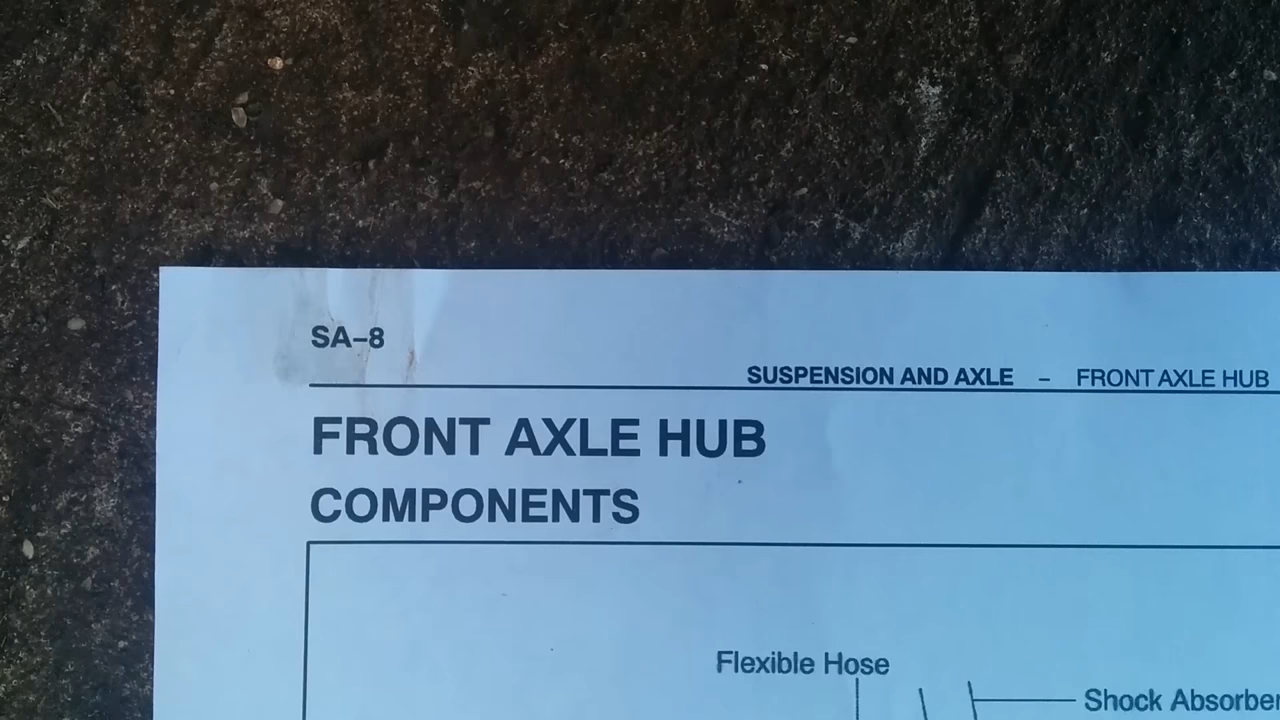 SA–8
SUSPENSION AND AXLE – FRONT AXLE HUB
FRONT AXLE HUB
COMPONENTS
Flexible Hose
Shock Absorber